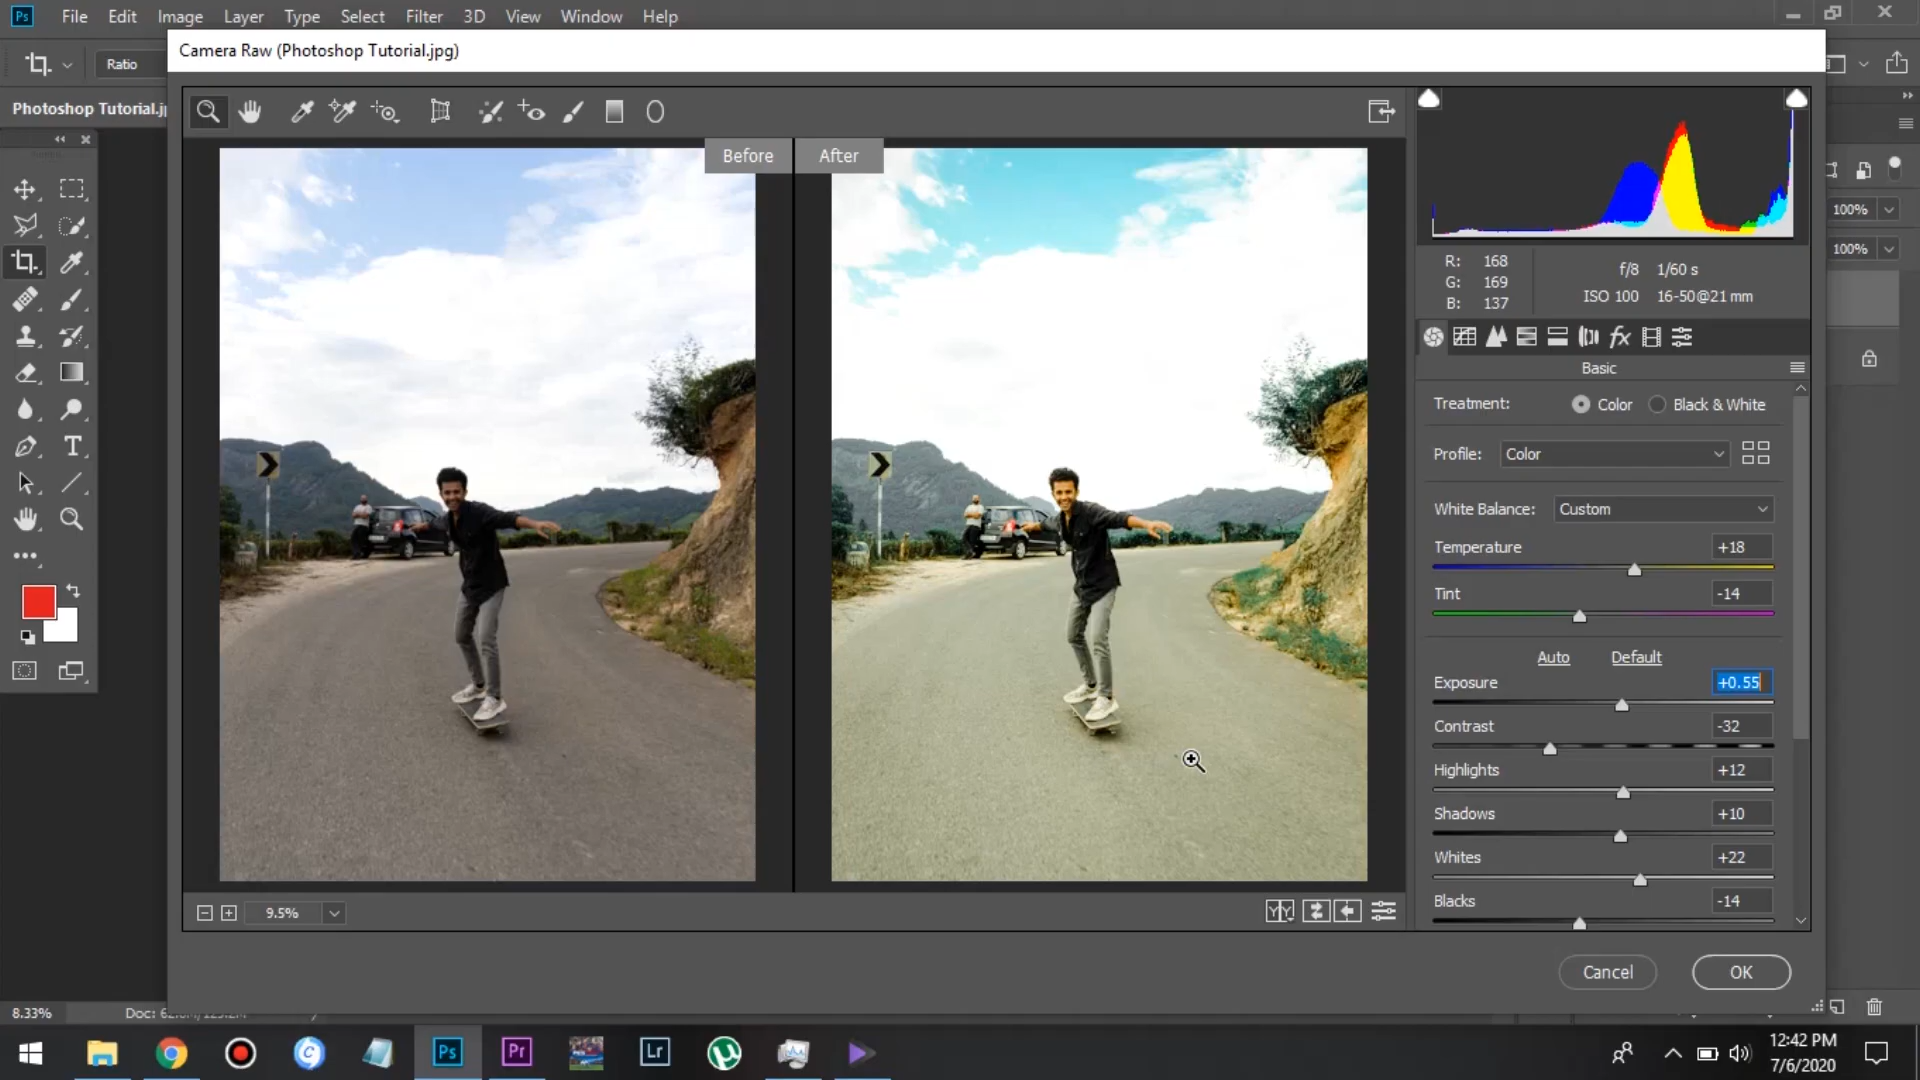 Ps File Edit Image Layer Type Select Filter 3D View Window Help
Camera Raw (Photoshop Tutorial.jpg)
Ratio
Photoshop Tutorial.j
Before After
R: 168
G: 169
B: 137
f/8 1/60 s
ISO 100 16-50@21 mm
100%
100%
fx
Basic
Treatment: Color Black & White
Profile: Color
White Balance: Custom
Temperature +18
Tint -14
Auto Default
Exposure +0.55
Contrast -32
Highlights +12
Shadows +10
Whites +22
Blacks -14
9.5%
Y Y
Cancel OK
8.33% Doc:
Ps Pr Lr
12:42 PM
7/6/2020